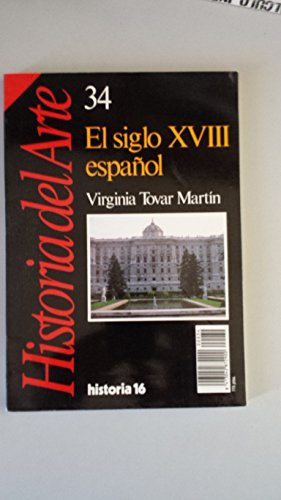 Historia del Arte
34
El siglo XVIII
español
Virginia Tovar Martín
historia 16